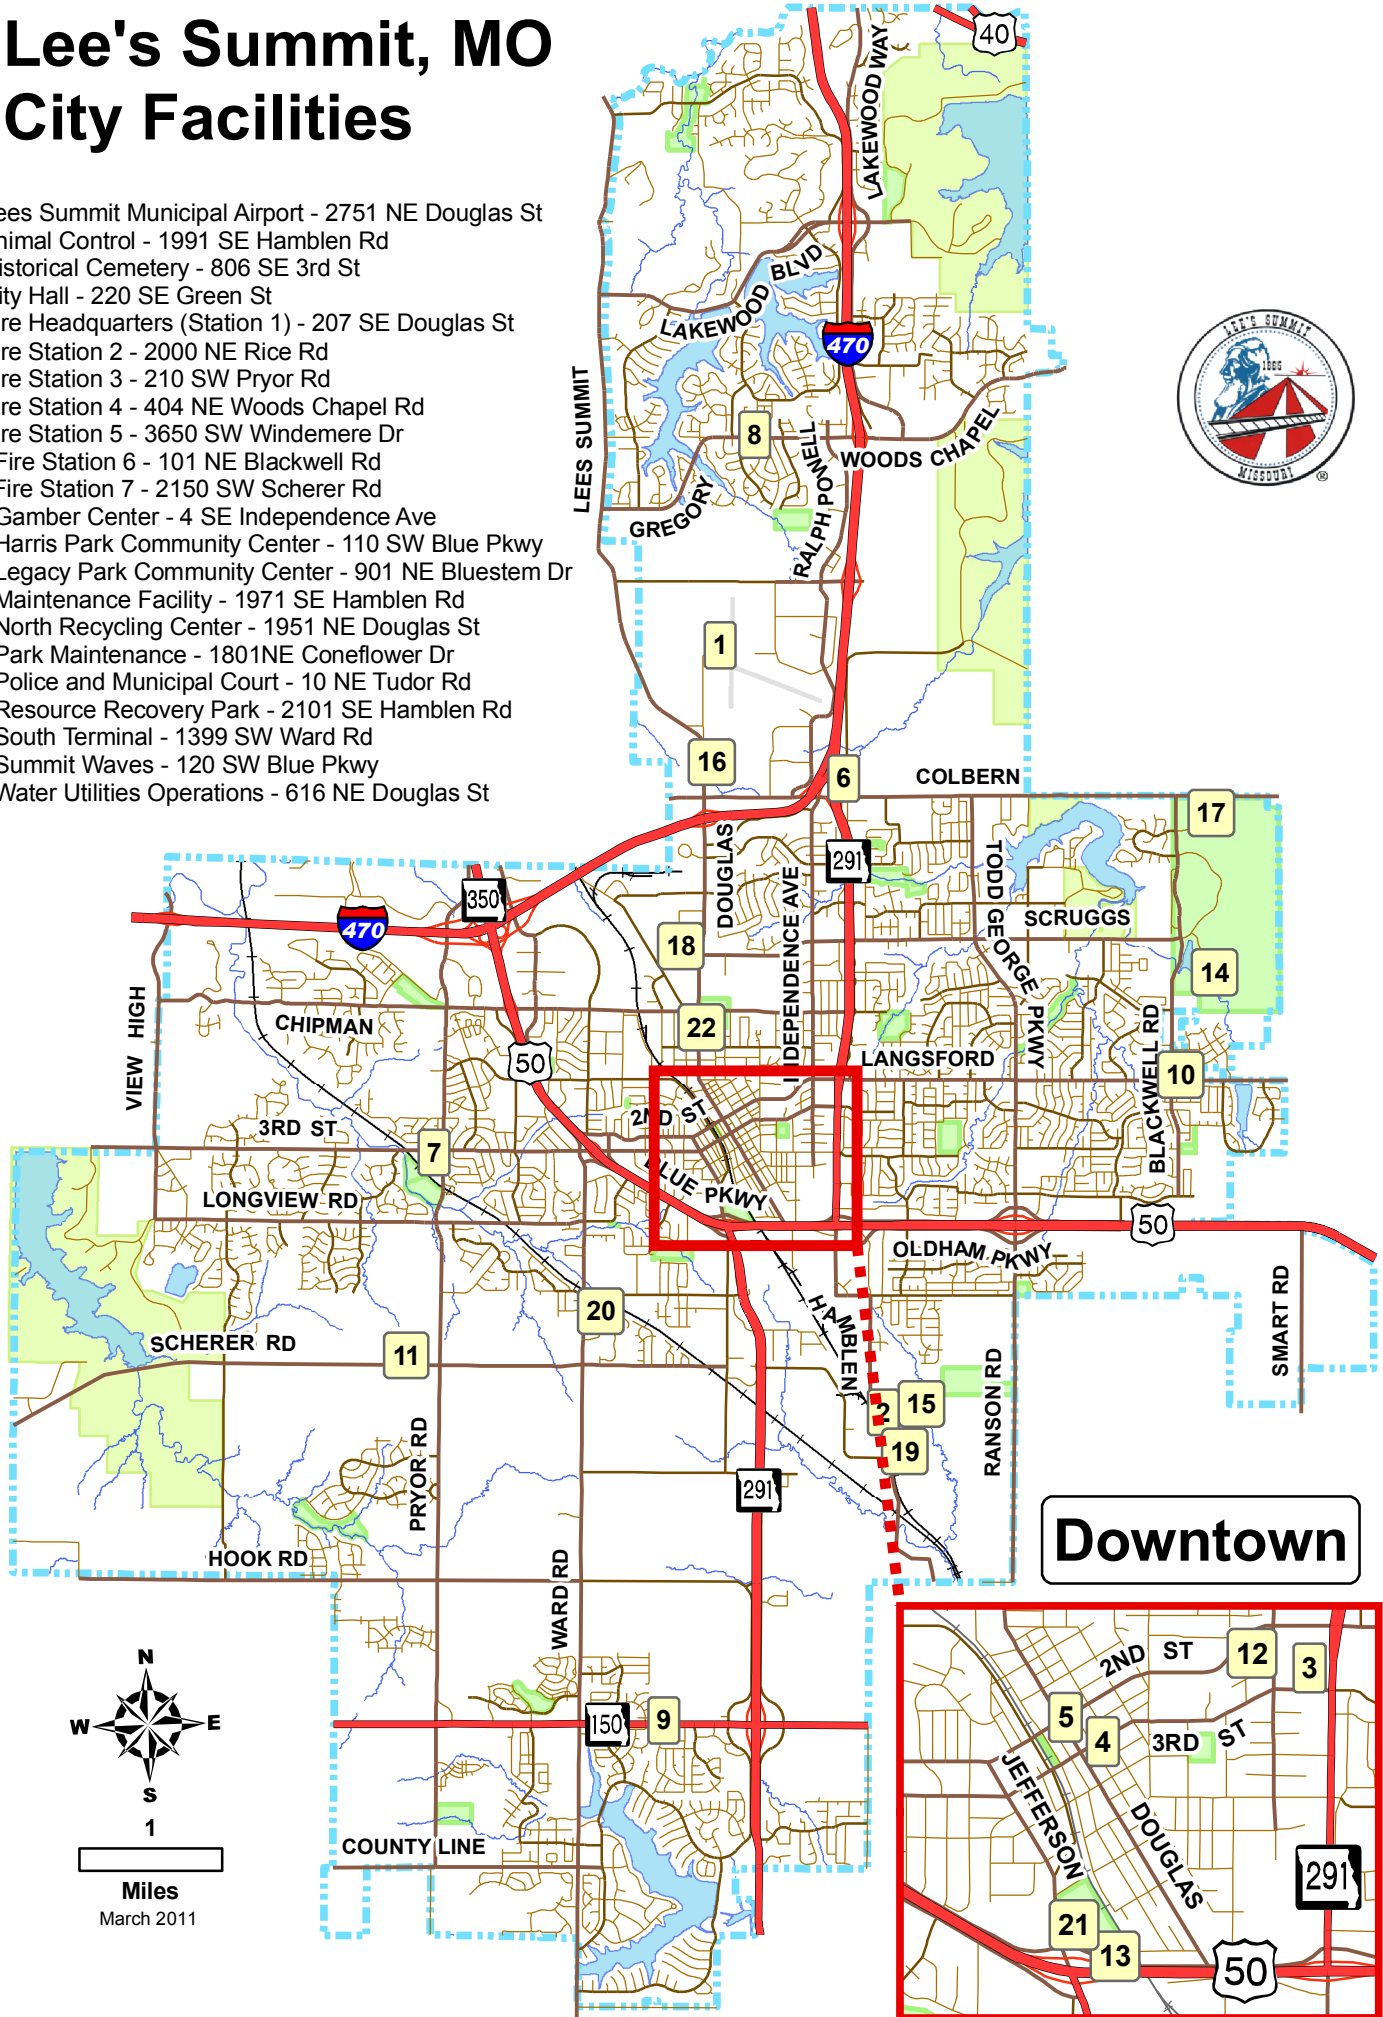 Lee's Summit, MO
City Facilities
ees Summit Municipal Airport - 2751 NE Douglas St
nimal Control - 1991 SE Hamblen Rd
istorical Cemetery - 806 SE 3rd St
ity Hall - 220 SE Green St
re Headquarters (Station 1) - 207 SE Douglas St
re Station 2 - 2000 NE Rice Rd
re Station 3 - 210 SW Pryor Rd
re Station 4 - 404 NE Woods Chapel Rd
re Station 5 - 3650 SW Windemere Dr
Fire Station 6 - 101 NE Blackwell Rd
Fire Station 7 - 2150 SW Scherer Rd
Gamber Center - 4 SE Independence Ave
Harris Park Community Center - 110 SW Blue Pkwy
Legacy Park Community Center - 901 NE Bluestem Dr
Maintenance Facility - 1971 SE Hamblen Rd
North Recycling Center - 1951 NE Douglas St
Park Maintenance - 1801NE Coneflower Dr
Police and Municipal Court - 10 NE Tudor Rd
Resource Recovery Park - 2101 SE Hamblen Rd
South Terminal - 1399 SW Ward Rd
Summit Waves - 120 SW Blue Pkwy
Water Utilities Operations - 616 NE Douglas St
40
LAKEWOOD WAY
LAKEWOOD BLVD
470
LEE'S SUMMIT
1865
MISSOURI
®
LEES SUMMIT
8
WOODS CHAPEL
GREGORY
RALPH POWELL
1
16
6
COLBERN
17
DOUGLAS
291
INDEPENDENCE AVE
TODD GEORGE PKWY
350
470
SCRUGGS
18
14
VIEW HIGH
CHIPMAN
22
50
LANGSFORD
BLACKWELL RD
10
2ND ST
3RD ST
7
BLUE PKWY
LONGVIEW RD
50
OLDHAM PKWY
SMART RD
20
HAMBLEN
SCHERER RD
11
RANSON RD
2
15
19
PRYOR RD
291
HOOK RD
WARD RD
Downtown
N
W
E
S
150
9
COUNTY LINE
1
Miles
March 2011
2ND ST
12
3
5
4
3RD ST
JEFFERSON
DOUGLAS
291
21
13
50